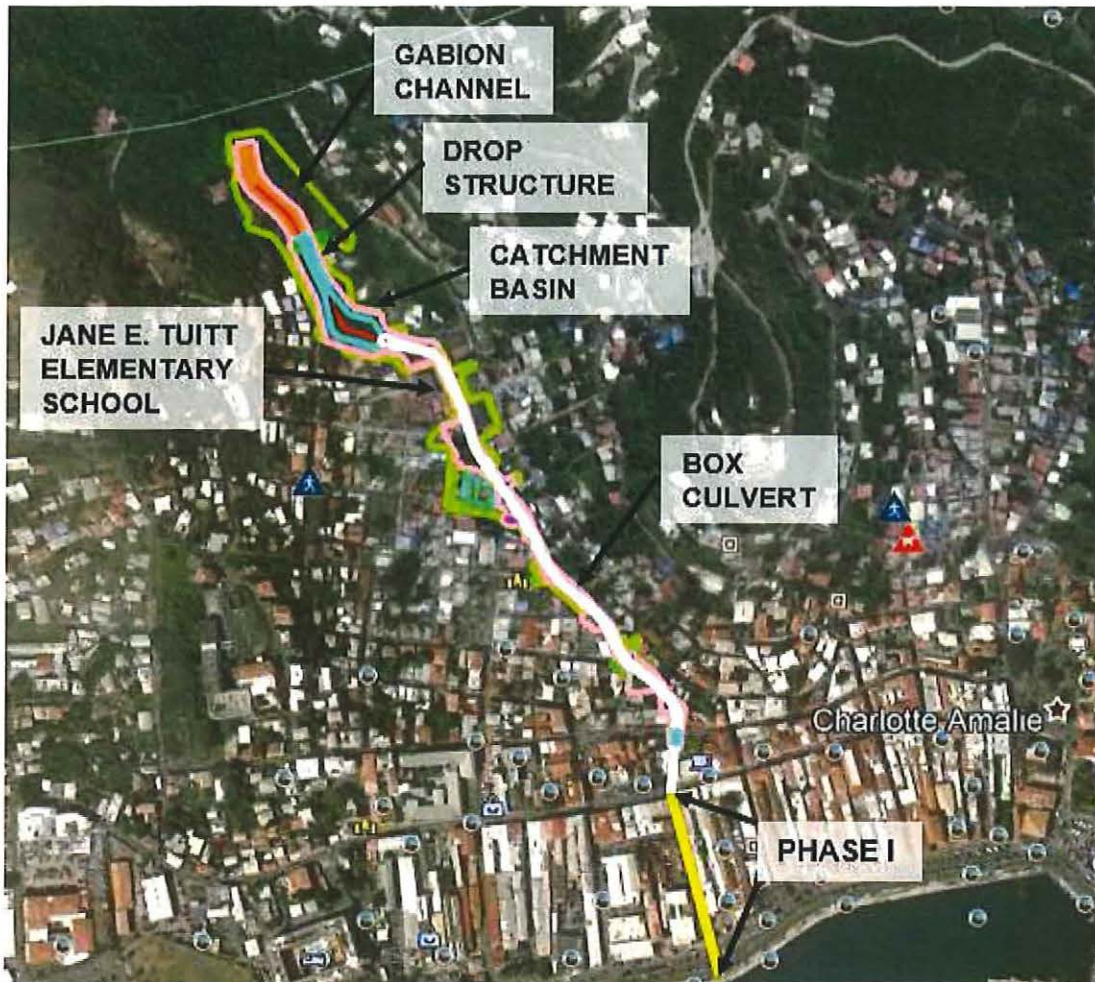 GABION
CHANNEL
DROP
STRUCTURE
CATCHMENT
BASIN
JANE E. TUITT
ELEMENTARY
SCHOOL
BOX
CULVERT
Charlotte Amalie
PHASE I